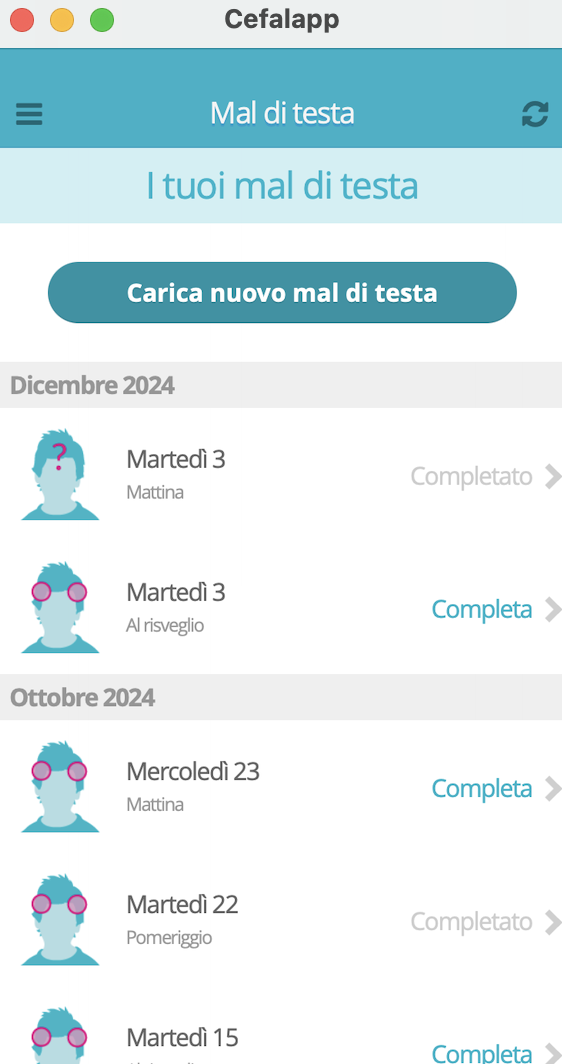 Cefalapp
Mal di testa
I tuoi mal di testa
Carica nuovo mal di testa
Dicembre 2024
Martedì 3
Mattina
Completato
?
Martedì 3
Al risveglio
Completa
Ottobre 2024
Mercoledì 23
Mattina
Completa
Martedì 22
Pomeriggio
Completato
Martedì 15
Completa